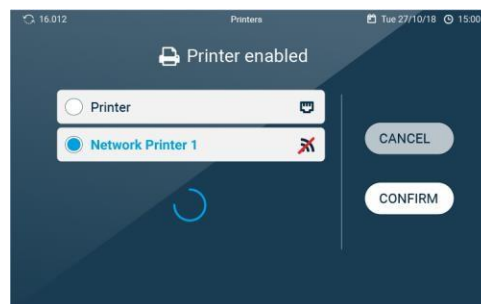 16.012 Printers Tue 27/10/18 15:00
Printer enabled
Printer
Network Printer 1
CANCEL
CONFIRM